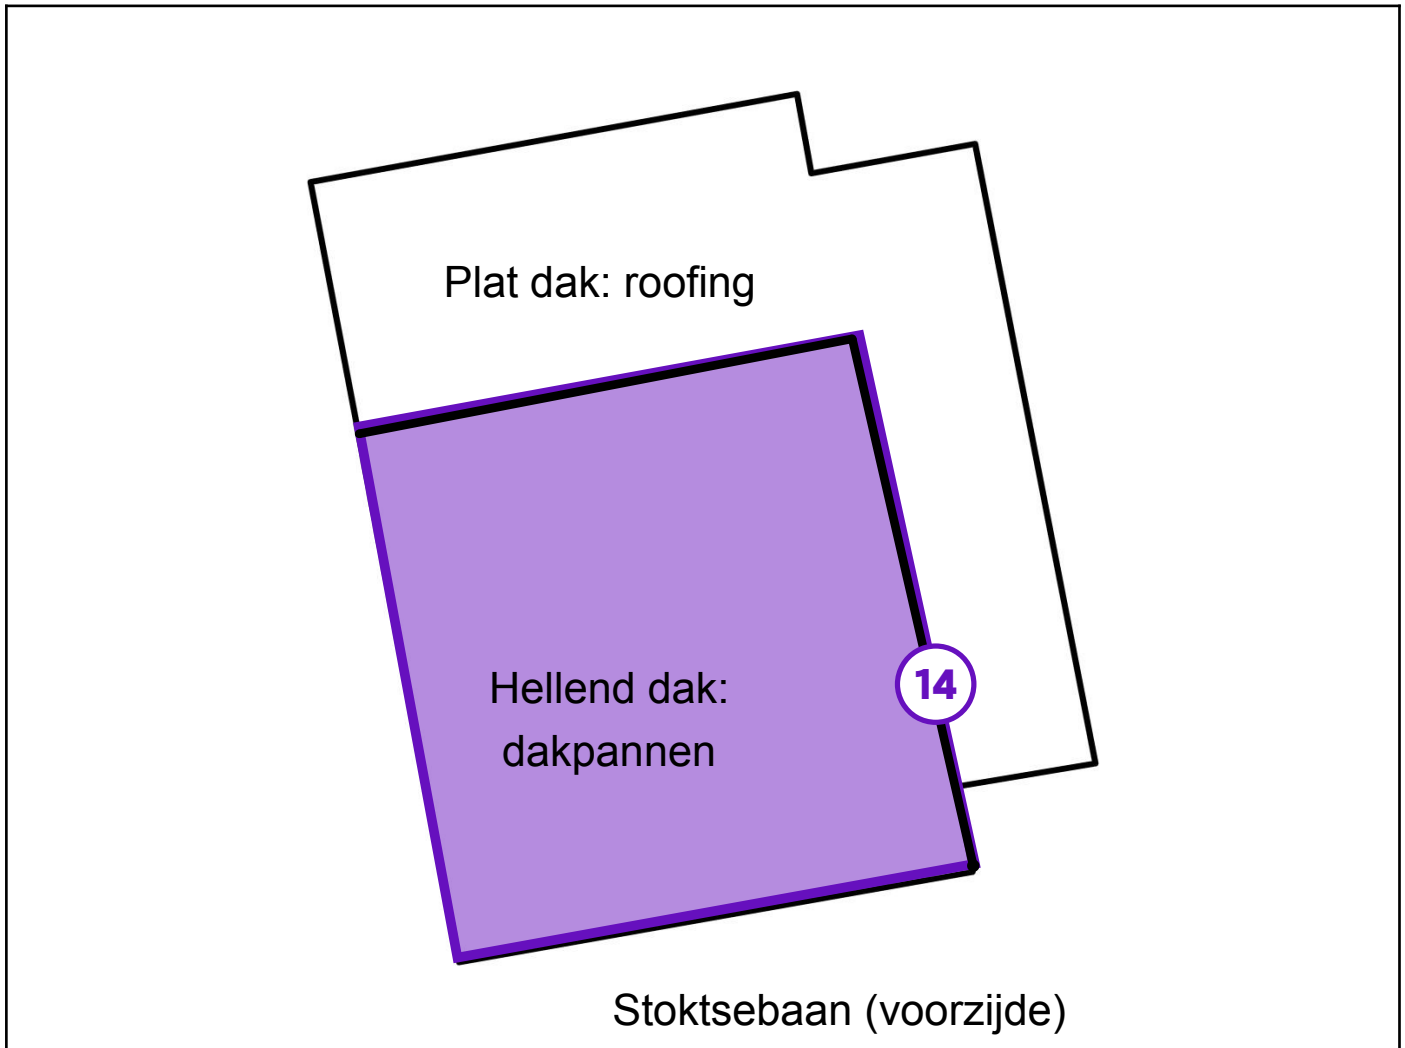 Plat dak: roofing
Hellend dak:
dakpannen
14
Stoktsebaan (voorzijde)